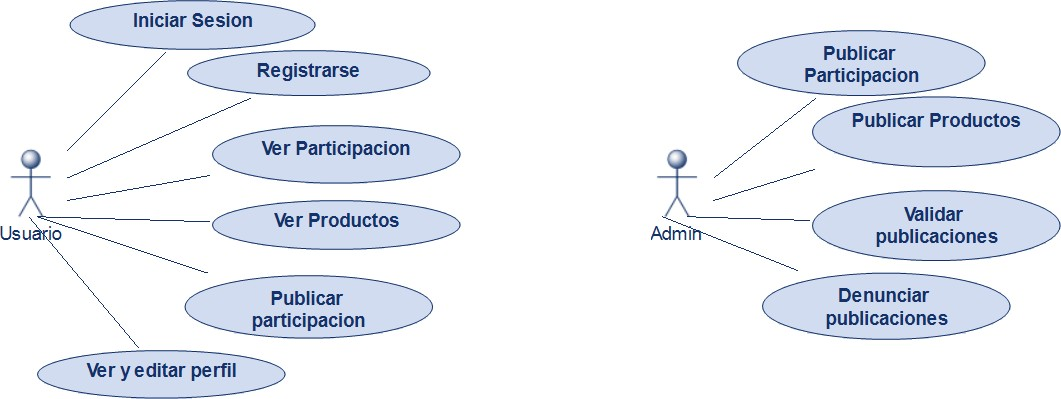 Iniciar Sesion
Registrarse
Ver Participacion
Ver Productos
Usuario
Publicar
participacion
Ver y editar perfil
Publicar
Participacion
Publicar Productos
Validar
publicaciones
Admin
Denunciar
publicaciones